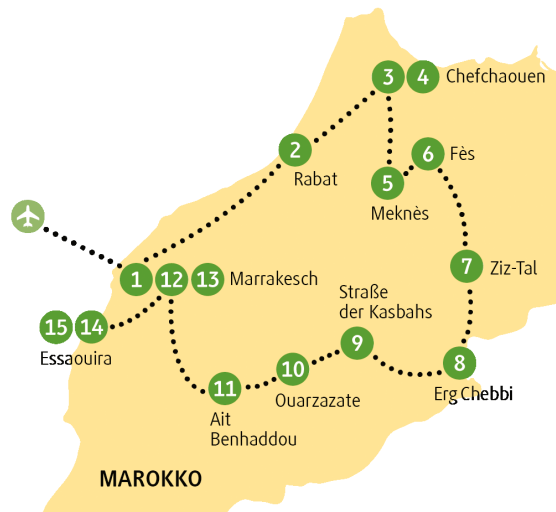 3 4 Chefchaouen
2
Rabat
6 Fès
5
Meknès
7 Ziz-Tal
1 12 13 Marrakesch
15 14
Essaouira
Straße
der Kasbahs
9
8
Erg Chebbi
10
Ouarzazate
11
Ait
Benhaddou
MAROKKO